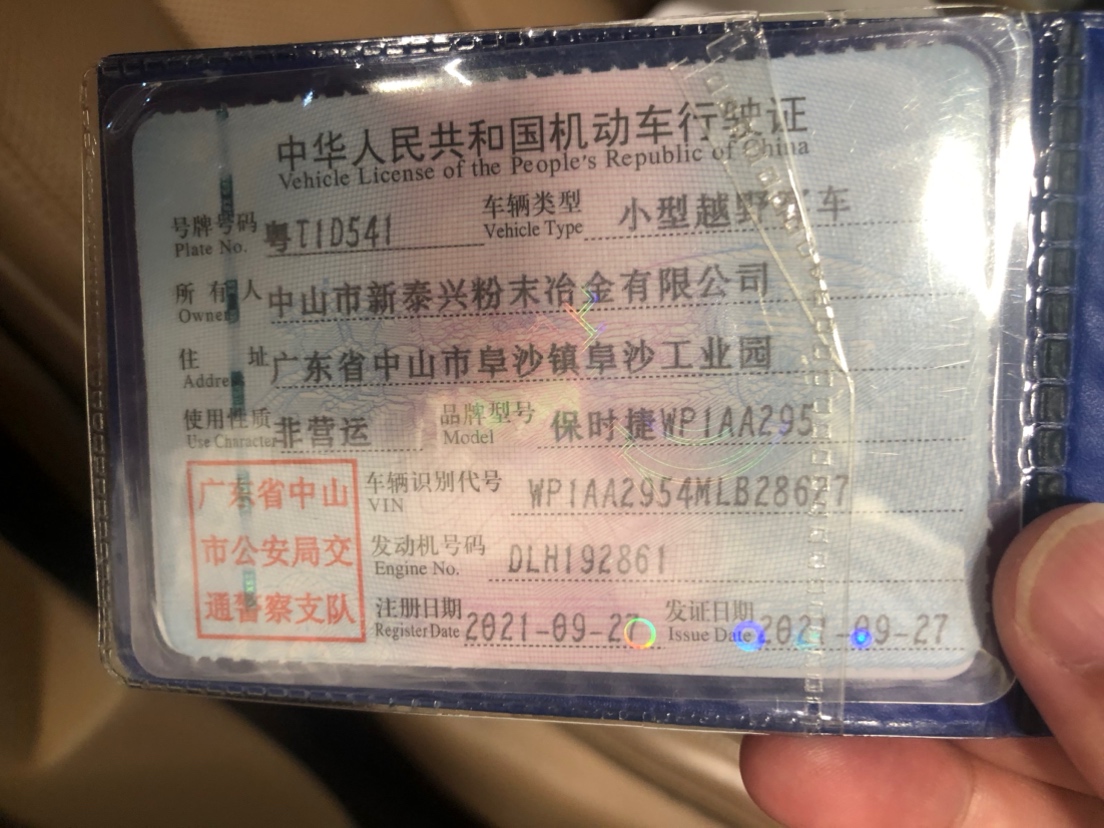 中华人民共和国机动车行驶证
Vehicle License of the People's Republic of China
号牌号码 粤T1D541 车辆类型 小型越野客车
Plate No. Vehicle Type
所有人 中山市新泰兴粉末冶金有限公司
Owner
住址 广东省中山市阜沙镇阜沙工业园
Addre
使用性质 非营运 品牌型号 保时捷WP1AA295
Use Character Model
广东省中山
市公安局交
通警察支队
车辆识别代号 WP1AA2954MLB28627
VIN
发动机号码 DLH192861
Engine No.
注册日期 2021-09-27 发证日期 2021-09-27
Register Date Issue Date